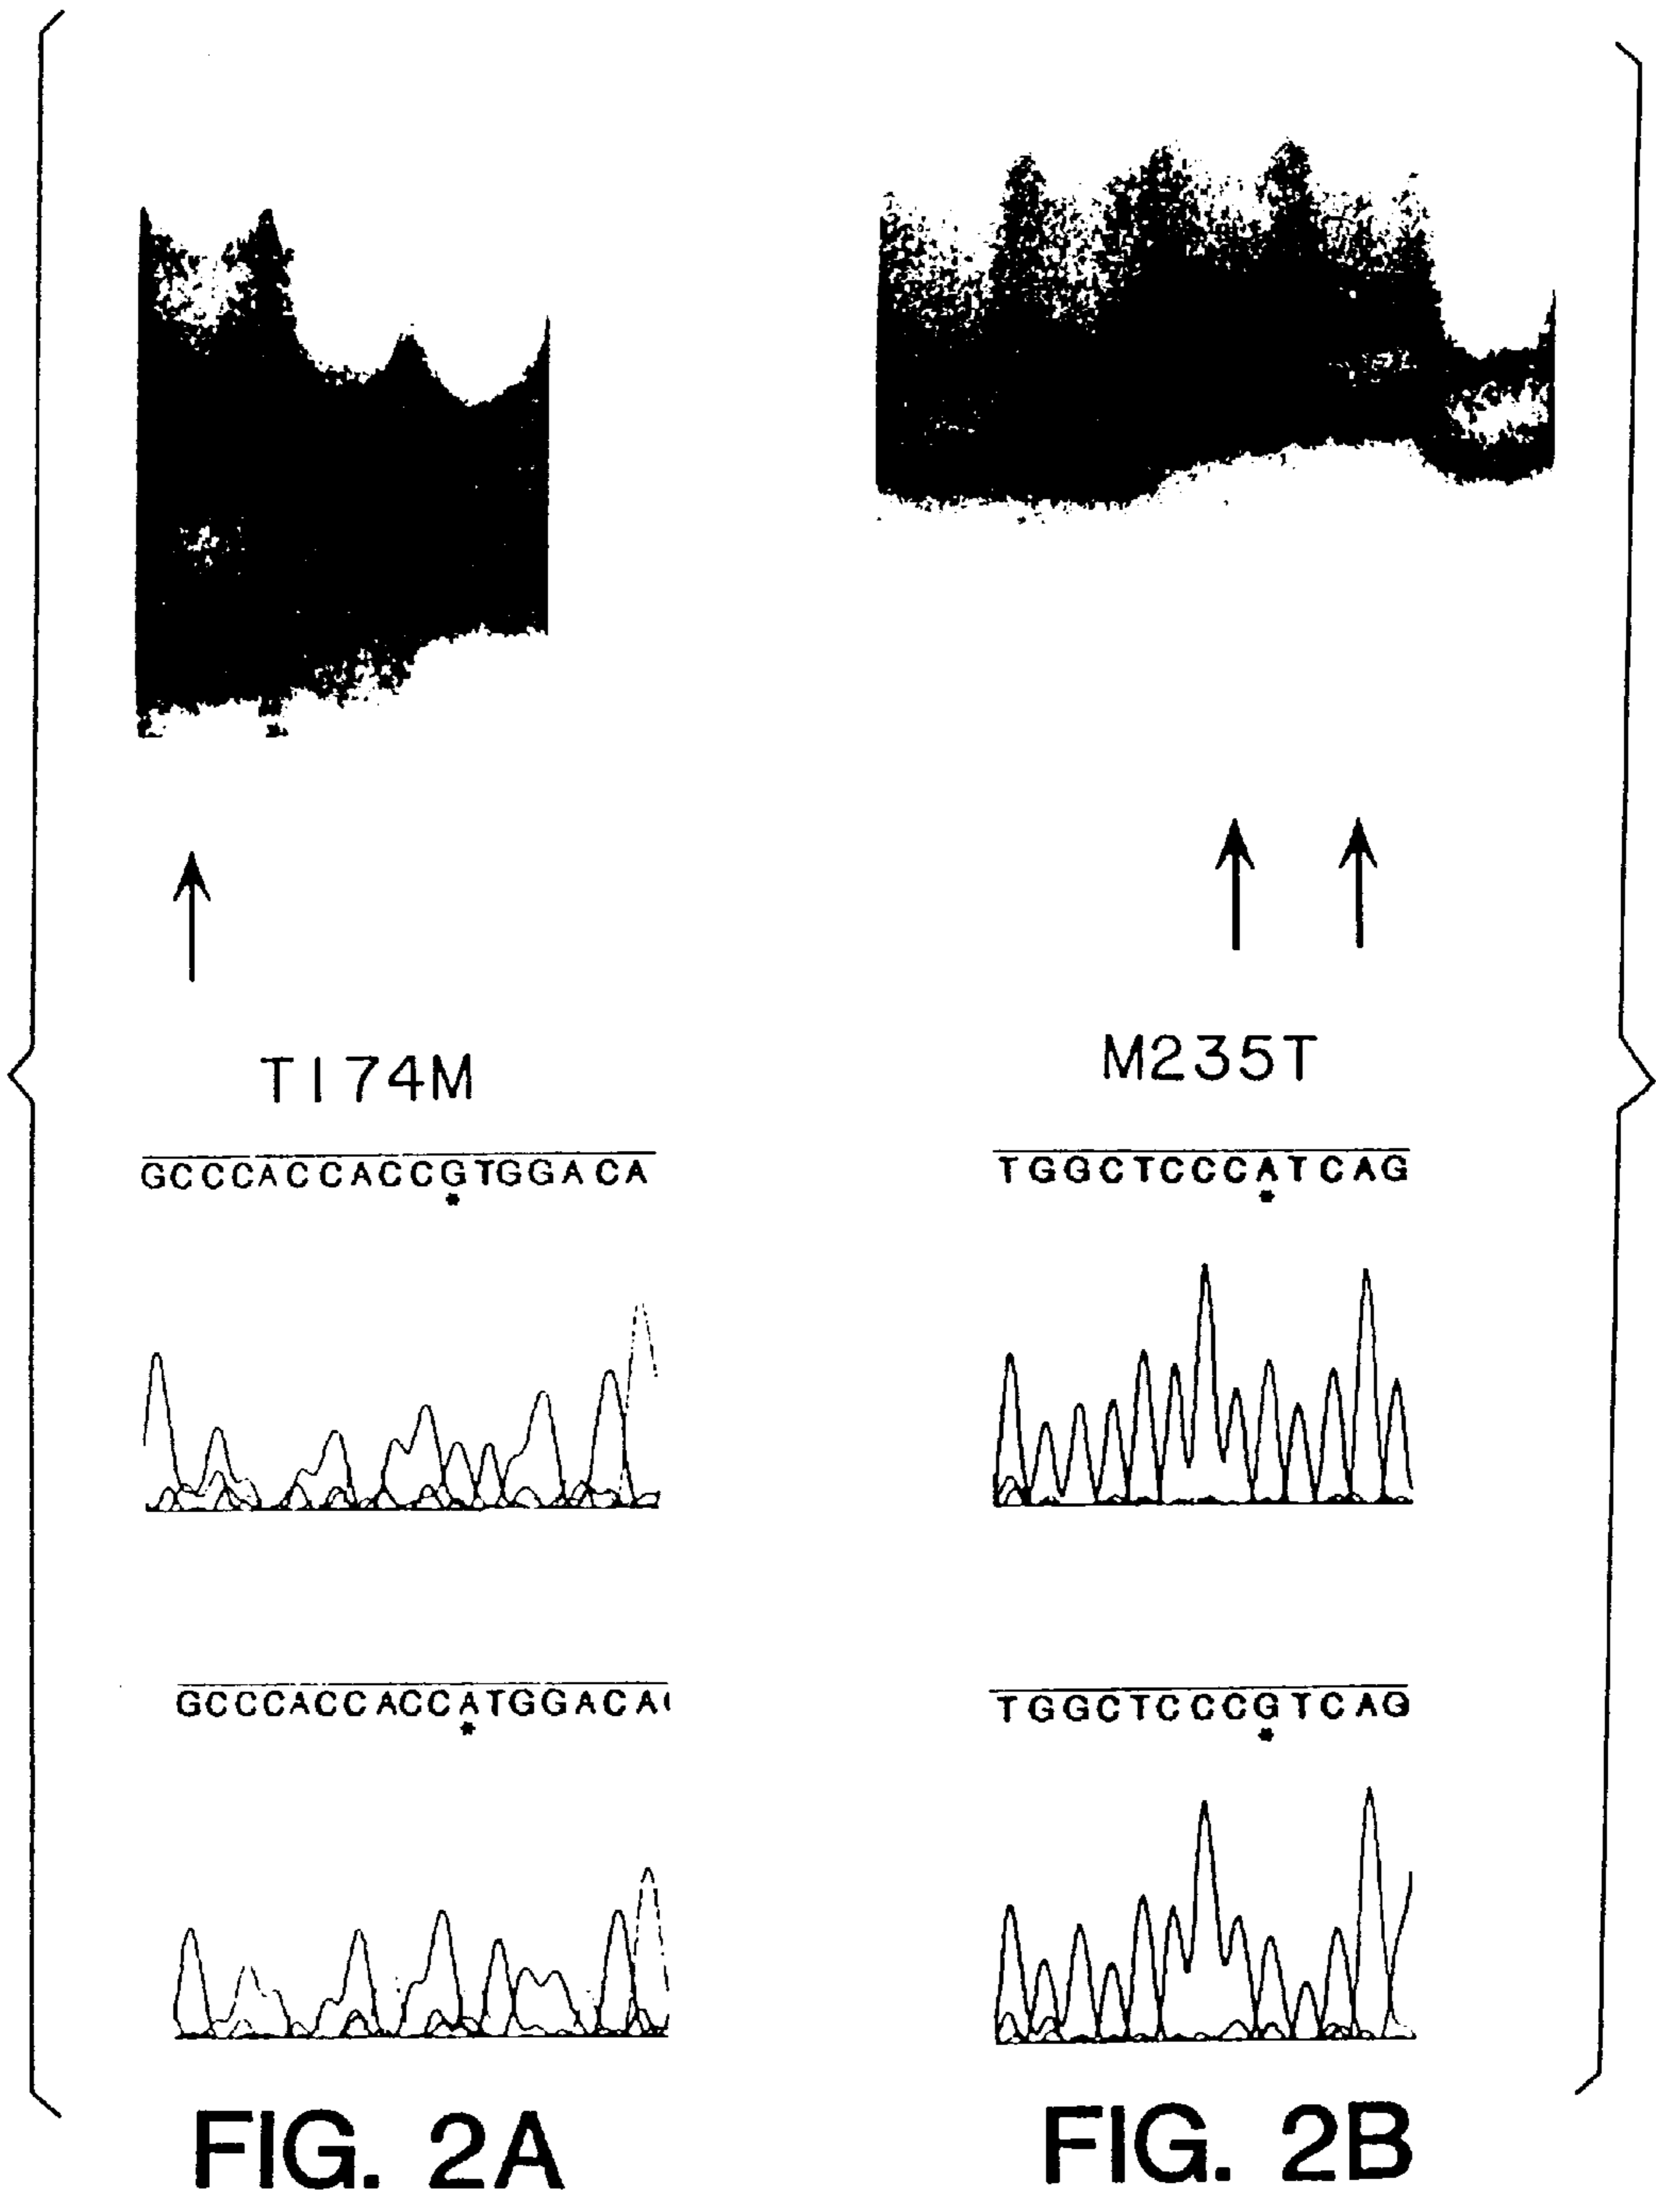 T174M
M235T
GCCCACCACCGTGGACA
*
TGGCTCCCATCAG
*
GCCCACCACCATGGACA
*
TGGCTCCCGTCAG
*
FIG. 2A
FIG. 2B